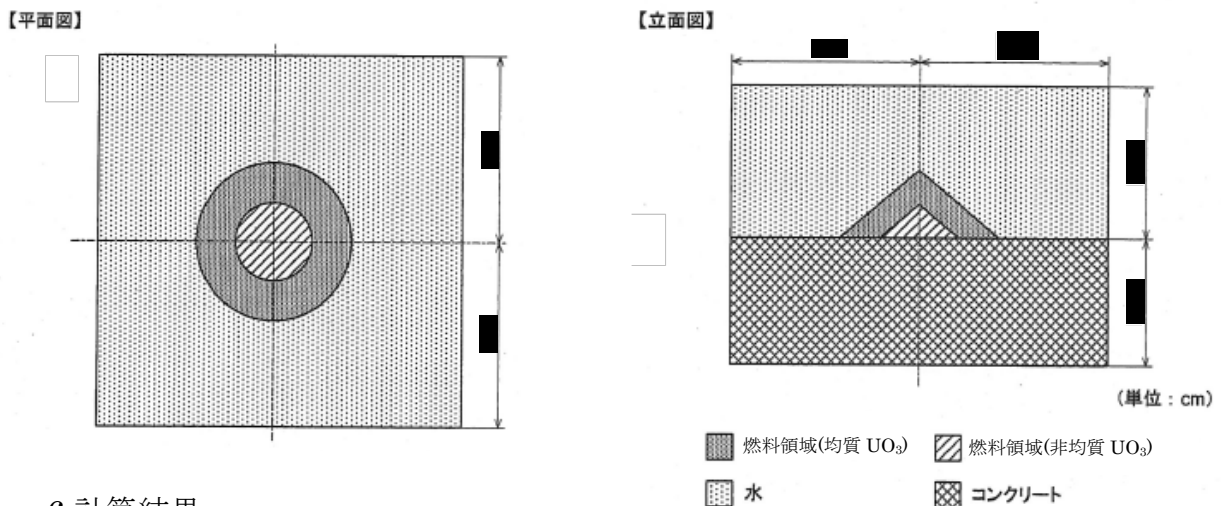 【平面図】
【立面図】
(単位：cm)
燃料領域(均質 UO₃)
燃料領域(非均質 UO₃)
水
コンクリート